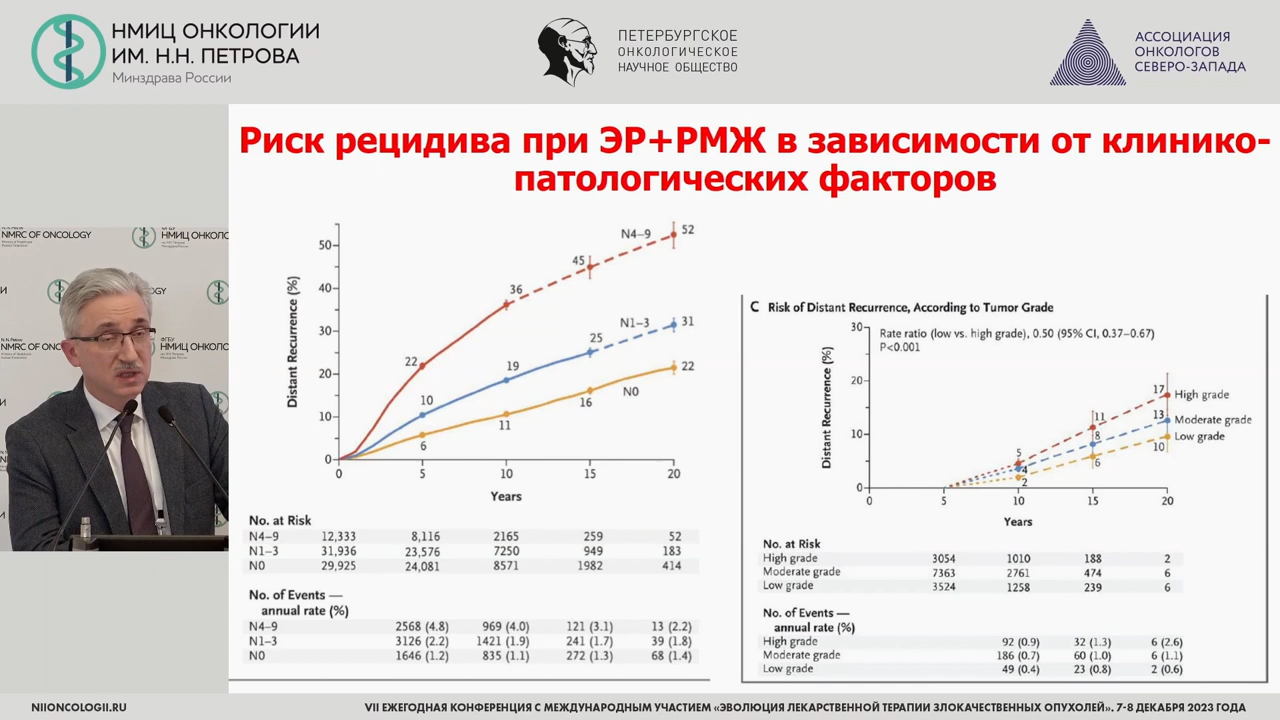 НМИЦ ОНКОЛОГИИ
ИМ. Н.Н. ПЕТРОВА
Минздрава России
ПЕТЕРБУРГСКОЕ
ОНКОЛОГИЧЕСКОЕ
НАУЧНОЕ ОБЩЕСТВО
АССОЦИАЦИЯ
ОНКОЛОГОВ
СЕВЕРО-ЗАПАДА
Риск рецидива при ЭР+РМЖ в зависимости от клинико-
патологических факторов
NMRC OF ONCOLOGY
НМИЦ ОНКОЛО
Distant Recurrence (%)
50
40
30
20
10
0
0 5 10 15 20
Years
N4–9
22 36 45 52
N1–3
10 19 25 31
N0
6 11 16 22
No. at Risk
N4–9 12,333 8,116 2165 259 52
N1–3 31,936 23,576 7250 949 183
N0 29,925 24,081 8571 1982 414
No. of Events —
annual rate (%)
N4–9 2568 (4.8) 969 (4.0) 121 (3.1) 13 (2.2)
N1–3 3126 (2.2) 1421 (1.9) 241 (1.7) 39 (1.8)
N0 1646 (1.2) 835 (1.1) 272 (1.3) 68 (1.4)
C Risk of Distant Recurrence, According to Tumor Grade
Rate ratio (low vs. high grade), 0.50 (95% CI, 0.37–0.67)
P<0.001
Distant Recurrence (%)
30
20
10
0
0 5 10 15 20
Years
5 11 17 High grade
4 8 13 Moderate grade
2 6 10 Low grade
No. at Risk
High grade 3054 1010 188 2
Moderate grade 7363 2761 474 6
Low grade 3524 1258 239 6
No. of Events —
annual rate (%)
High grade 92 (0.9) 32 (1.3) 6 (2.6)
Moderate grade 186 (0.7) 60 (1.0) 6 (1.1)
Low grade 49 (0.4) 23 (0.8) 2 (0.6)
NIIONCOLOGII.RU
VII ЕЖЕГОДНАЯ КОНФЕРЕНЦИЯ С МЕЖДУНАРОДНЫМ УЧАСТИЕМ «ЭВОЛЮЦИЯ ЛЕКАРСТВЕННОЙ ТЕРАПИИ ЗЛОКАЧЕСТВЕННЫХ ОПУХОЛЕЙ». 7-8 ДЕКАБРЯ 2023 ГОДА